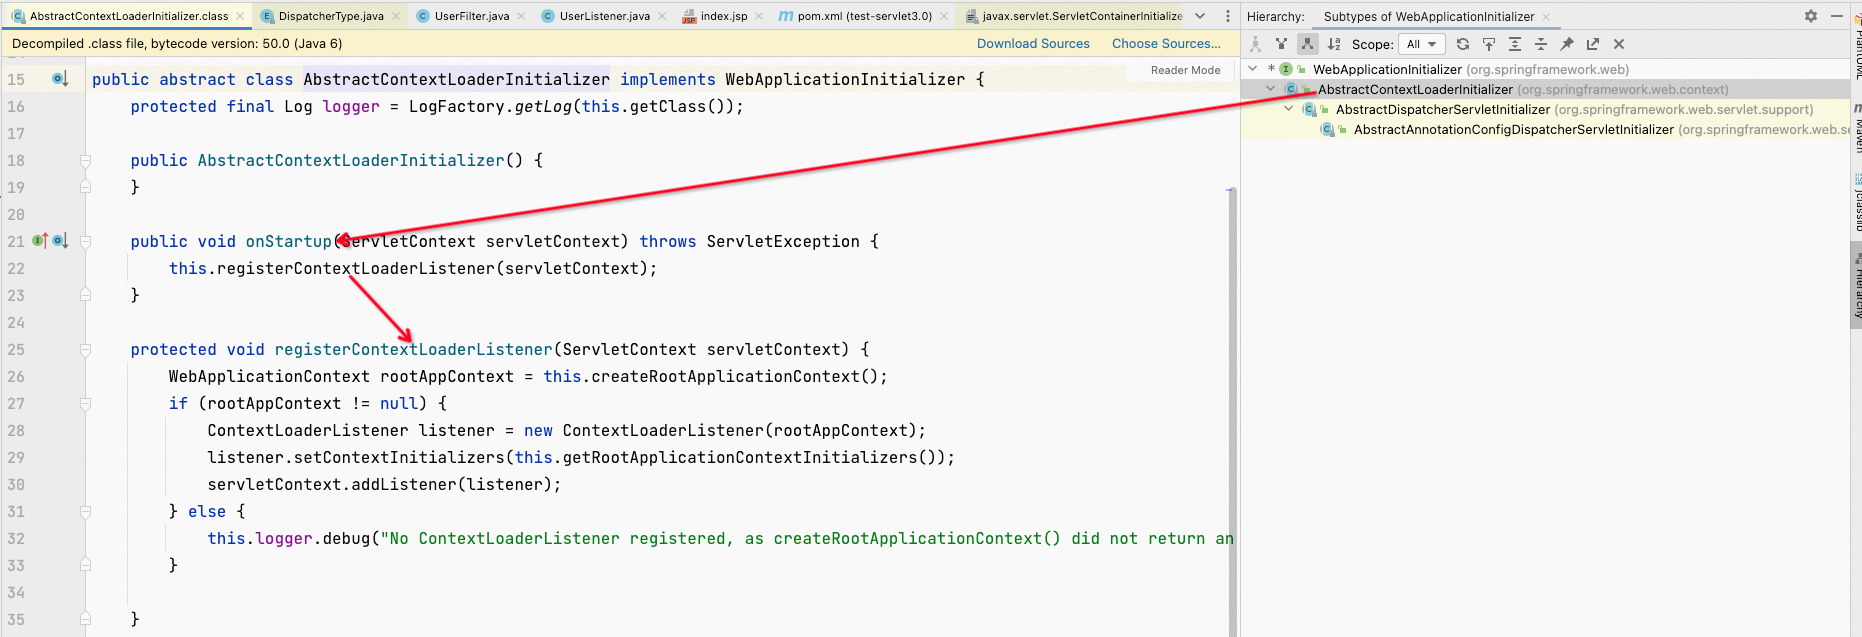 AbstractContextLoaderInitializer.class DispatcherType.java UserFilter.java UserListener.java index.jsp pom.xml (test-servlet3.0) javax.servlet.ServletContainerInitialize
Decompiled .class file, bytecode version: 50.0 (Java 6) Download Sources Choose Sources...
Reader Mode
15 public abstract class AbstractContextLoaderInitializer implements WebApplicationInitializer {
16 protected final Log logger = LogFactory.getLog(this.getClass());
17
18 public AbstractContextLoaderInitializer() {
19 }
20
21 public void onStartup(ServletContext servletContext) throws ServletException {
22 this.registerContextLoaderListener(servletContext);
23 }
24
25 protected void registerContextLoaderListener(ServletContext servletContext) {
26 WebApplicationContext rootAppContext = this.createRootApplicationContext();
27 if (rootAppContext != null) {
28 ContextLoaderListener listener = new ContextLoaderListener(rootAppContext);
29 listener.setContextInitializers(this.getRootApplicationContextInitializers());
30 servletContext.addListener(listener);
31 } else {
32 this.logger.debug("No ContextLoaderListener registered, as createRootApplicationContext() did not return an
33 }
34
35 }
Hierarchy: Subtypes of WebApplicationInitializer
Scope: All
* WebApplicationInitializer (org.springframework.web)
AbstractContextLoaderInitializer (org.springframework.web.context)
AbstractDispatcherServletInitializer (org.springframework.web.servlet.support)
AbstractAnnotationConfigDispatcherServletInitializer (org.springframework.web.se
PlantUML
Maven
jclasslib
Hierarchy